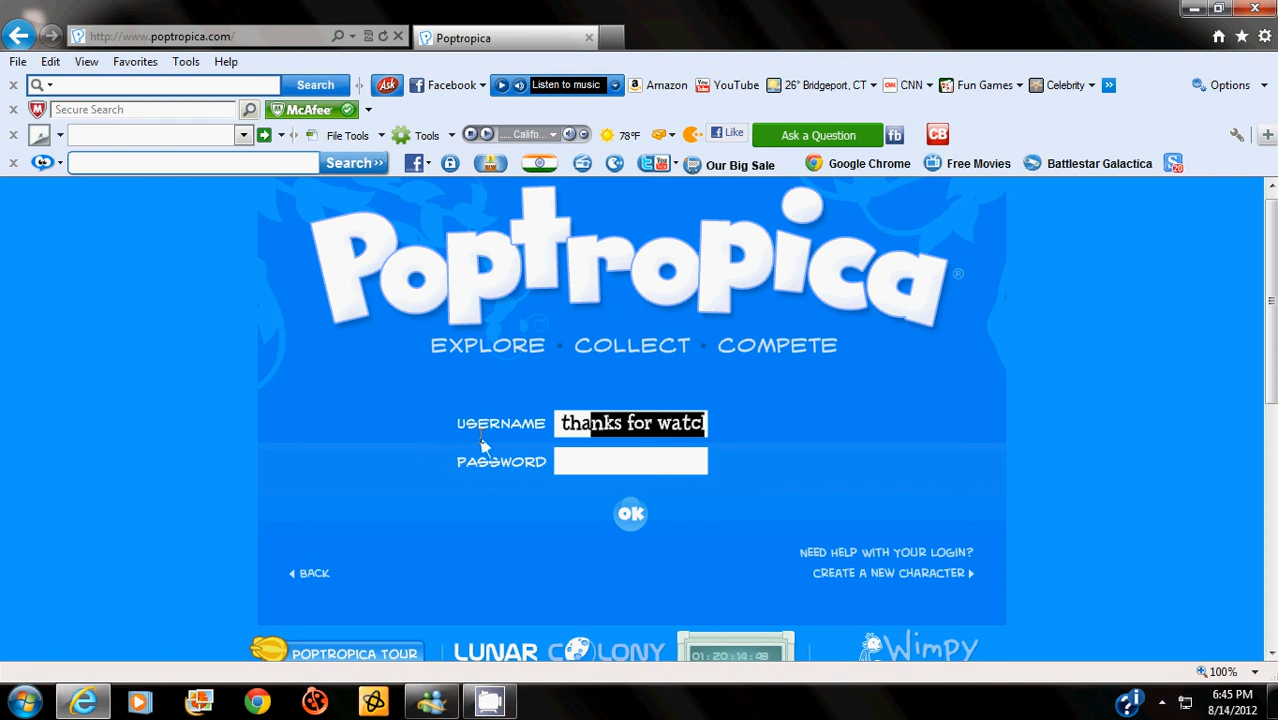 http://www.poptropica.com/
Poptropica
File Edit View Favorites Tools Help
Search Ask Facebook Listen to music Amazon YouTube 26° Bridgeport, CT CNN Fun Games Celebrity Options
Secure Search McAfee
File Tools Tools ..... Califo... 78°F Like Ask a Question fb CB
Search>> Our Big Sale Google Chrome Free Movies Battlestar Galactica
Poptropica®
EXPLORE • COLLECT • COMPETE
USERNAME thanks for watc
PASSWORD
OK
NEED HELP WITH YOUR LOGIN?
BACK CREATE A NEW CHARACTER
POPTROPICA TOUR LUNAR COLONY 01:20:14:48 Wimpy
100%
6:45 PM
8/14/2012